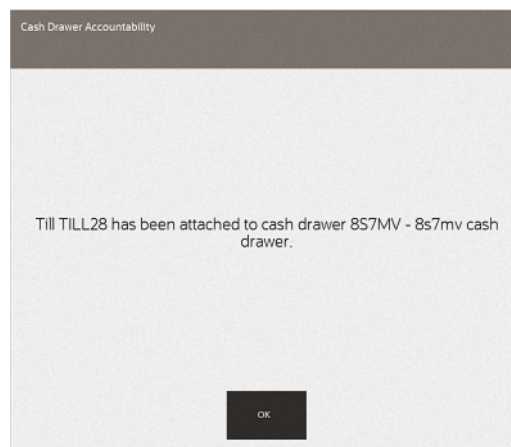 Cash Drawer Accountability
Till TILL28 has been attached to cash drawer 8S7MV - 8s7mv cash
drawer.
OK